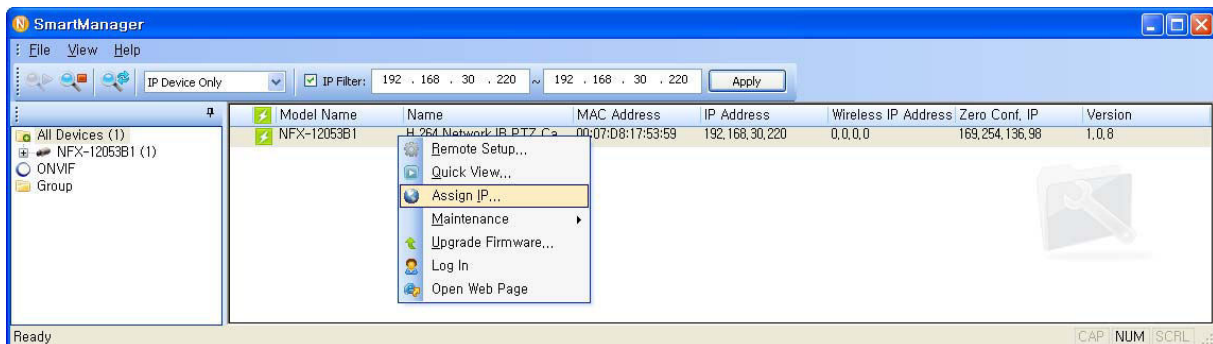 SmartManager
File View Help
IP Device Only IP Filter: 192 . 168 . 30 . 220 ~ 192 . 168 . 30 . 220 Apply
Model Name Name MAC Address IP Address Wireless IP Address Zero Conf, IP Version
All Devices (1)
NFX-12053B1 H.264 Network IR PTZ Ca 00:07:D8:17:53:59 192,168,30,220 0,0,0,0 169,254,136,98 1,0,8
NFX-12053B1 (1)
ONVIF
Group
Remote Setup...
Quick View...
Assign IP...
Maintenance
Upgrade Firmware...
Log In
Open Web Page
Ready CAP NUM SCRL